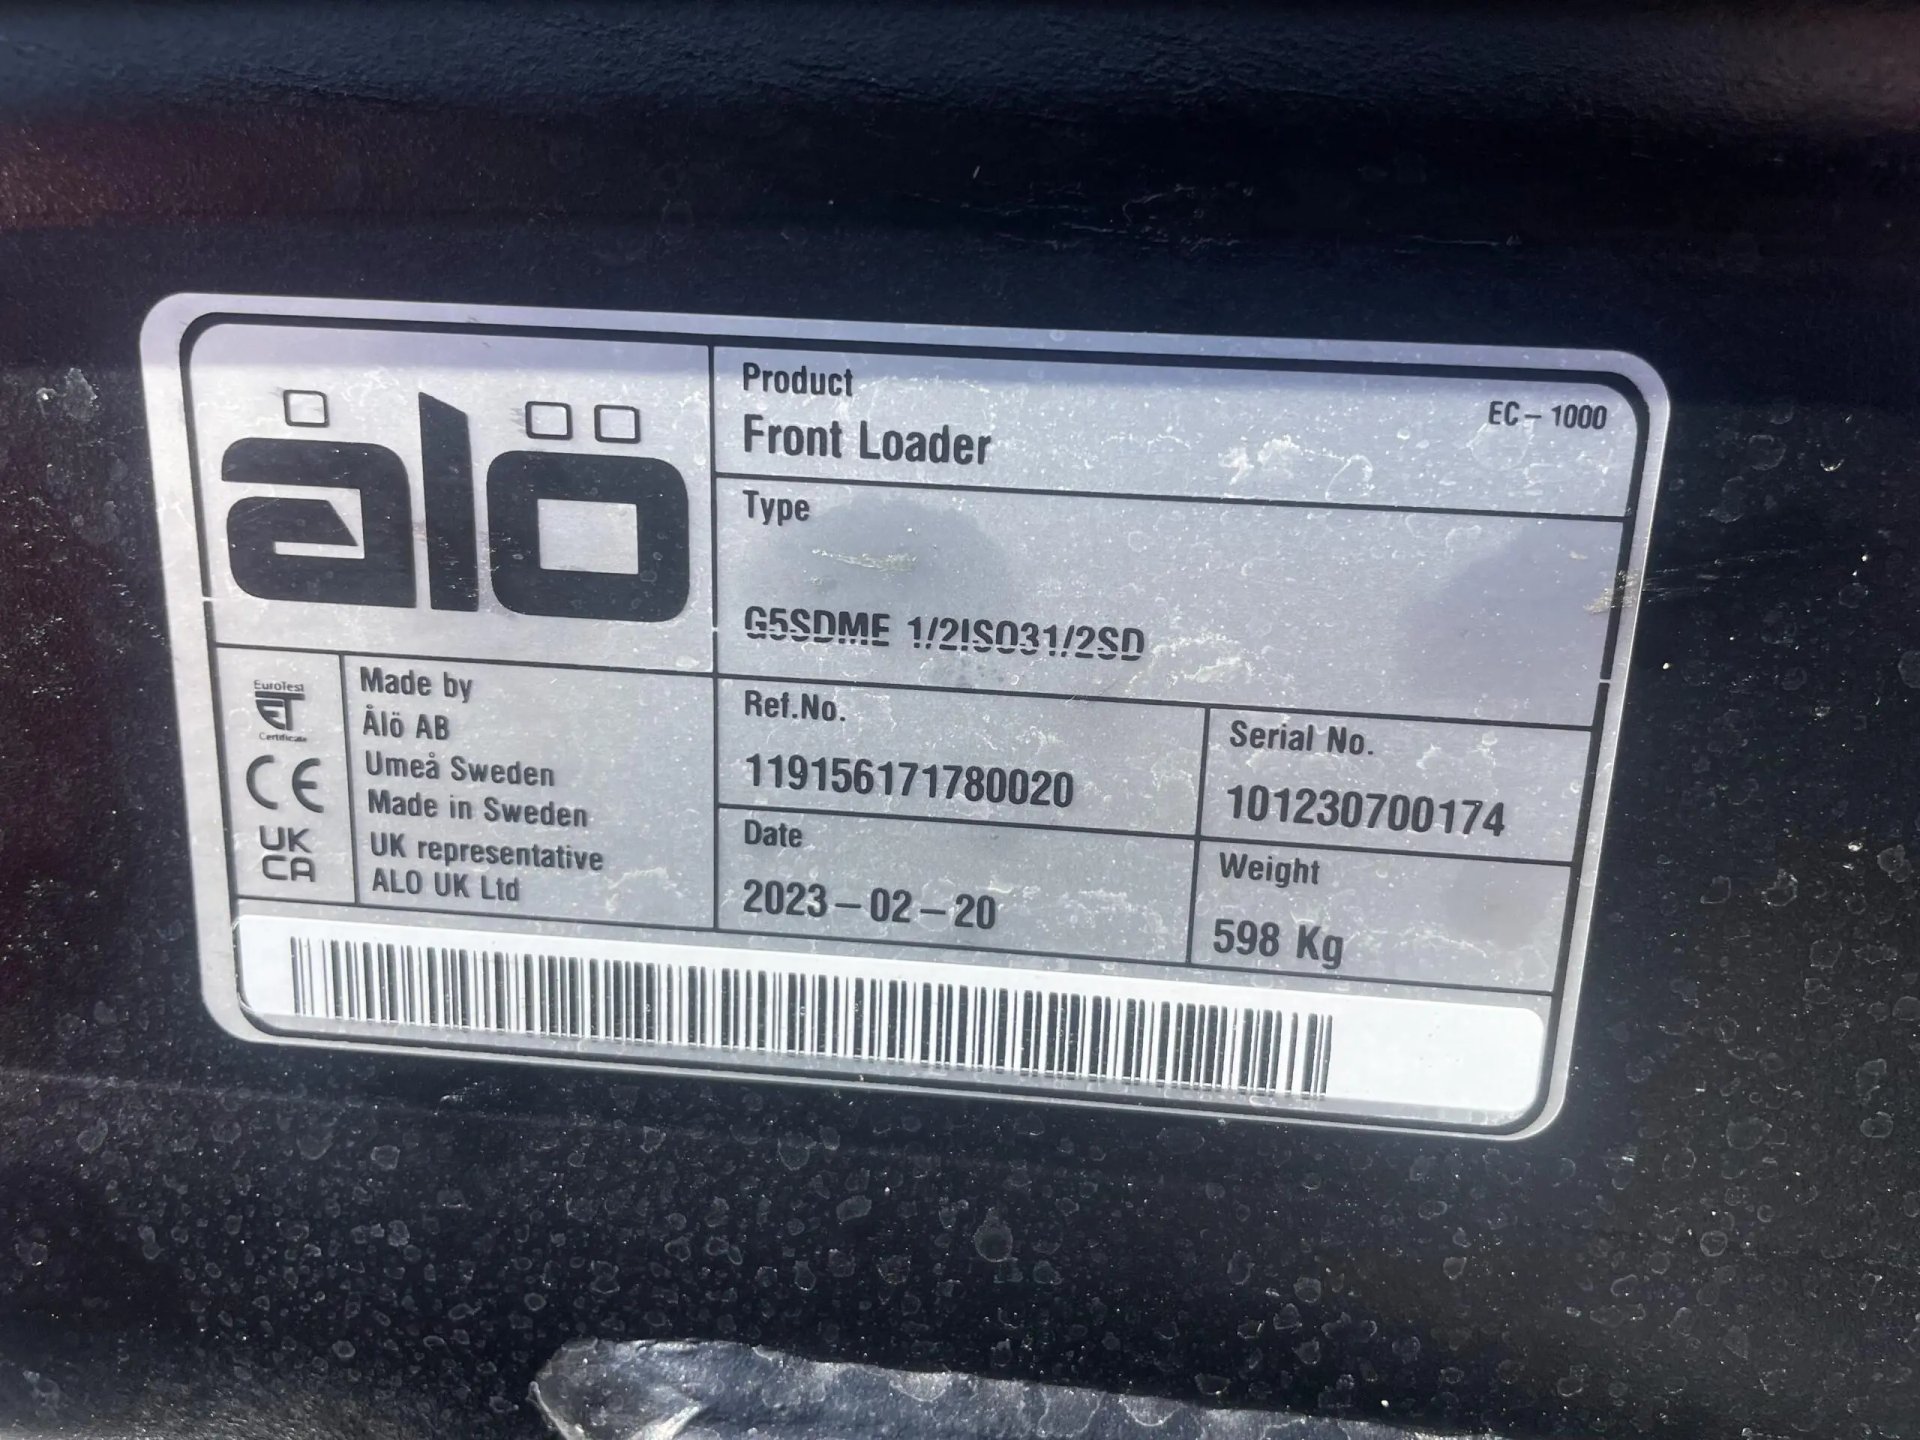 ålö
Product
EC-1000
Front Loader
Type
G5SDME 1/2ISO31/2SD
EuroTest
ET
Certificate
CE
UK
CA
Made by
Ålö AB
Umeå Sweden
Made in Sweden
UK representative
ALO UK Ltd
Ref.No.
119156171780020
Serial No.
101230700174
Date
2023-02-20
Weight
598 Kg